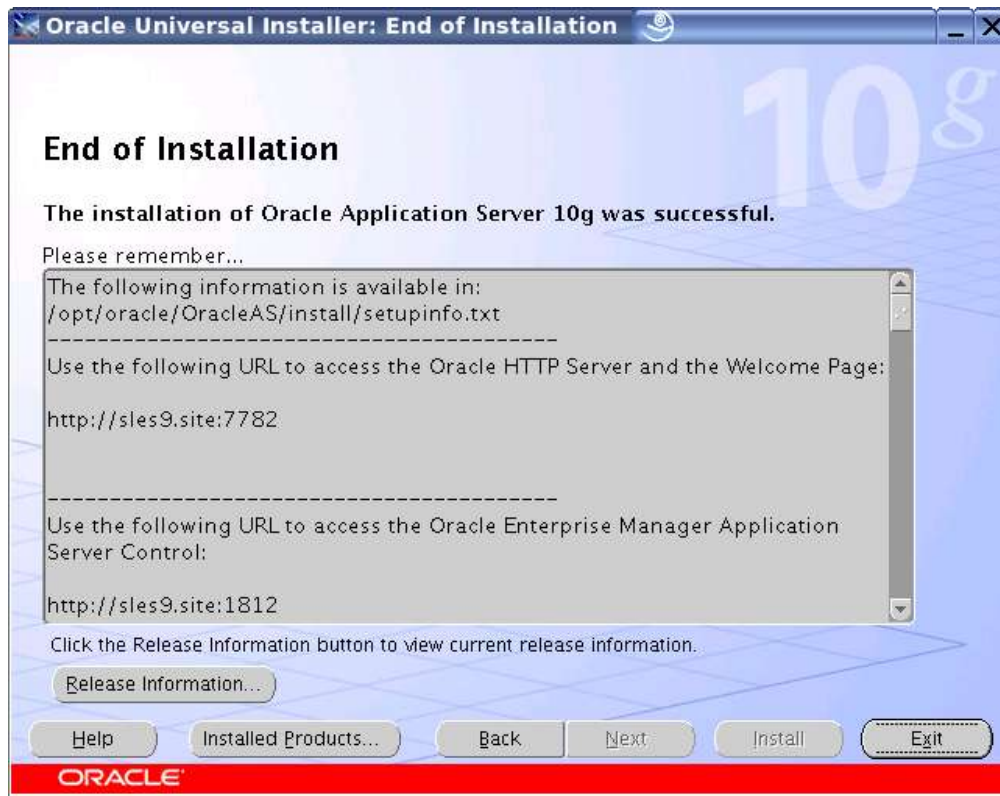 Oracle Universal Installer: End of Installation
10g
End of Installation
The installation of Oracle Application Server 10g was successful.
Please remember...
The following information is available in:
/opt/oracle/OracleAS/install/setupinfo.txt
-----------------------------------------
Use the following URL to access the Oracle HTTP Server and the Welcome Page:
http://sles9.site:7782
-----------------------------------------
Use the following URL to access the Oracle Enterprise Manager Application
Server Control:
http://sles9.site:1812
Click the Release Information button to view current release information.
Release Information...
Help
Installed Products...
Back
Next
Install
Exit
ORACLE